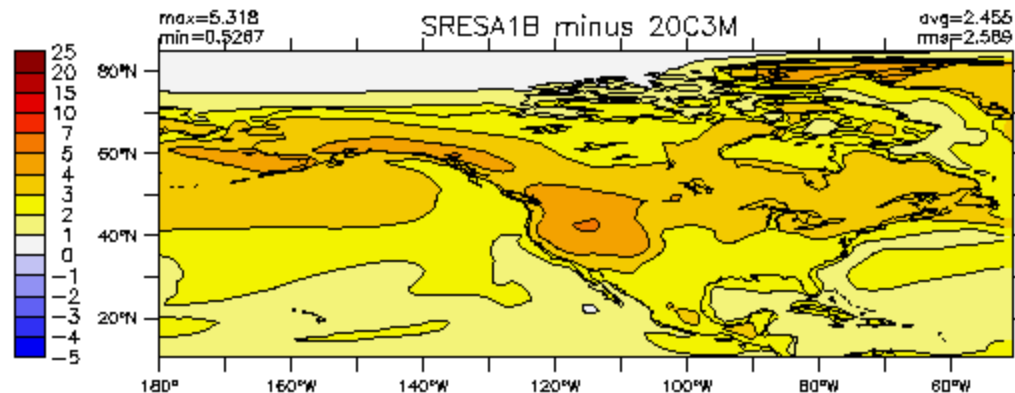 max=5.318
min=0.5267
SRESA1B minus 20C3M
avg=2.455
rms=2.569
25
20
15
10
7
5
4
3
2
1
0
−1
−2
−3
−4
−5
80°N
60°N
40°N
20°N
180° 160°W 140°W 120°W 100°W 80°W 60°W